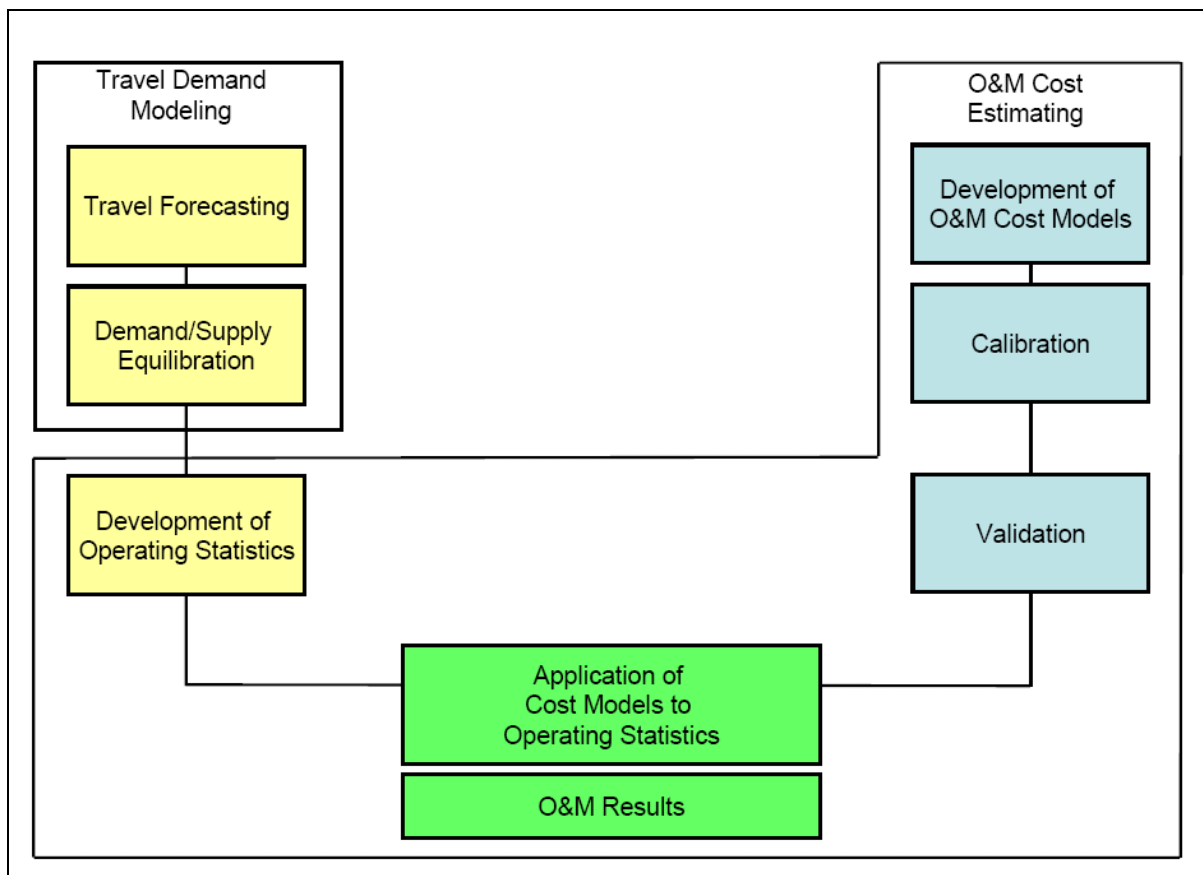 Travel Demand
Modeling
Travel Forecasting
Demand/Supply
Equilibration
Development of
Operating Statistics
O&M Cost
Estimating
Development of
O&M Cost Models
Calibration
Validation
Application of
Cost Models to
Operating Statistics
O&M Results